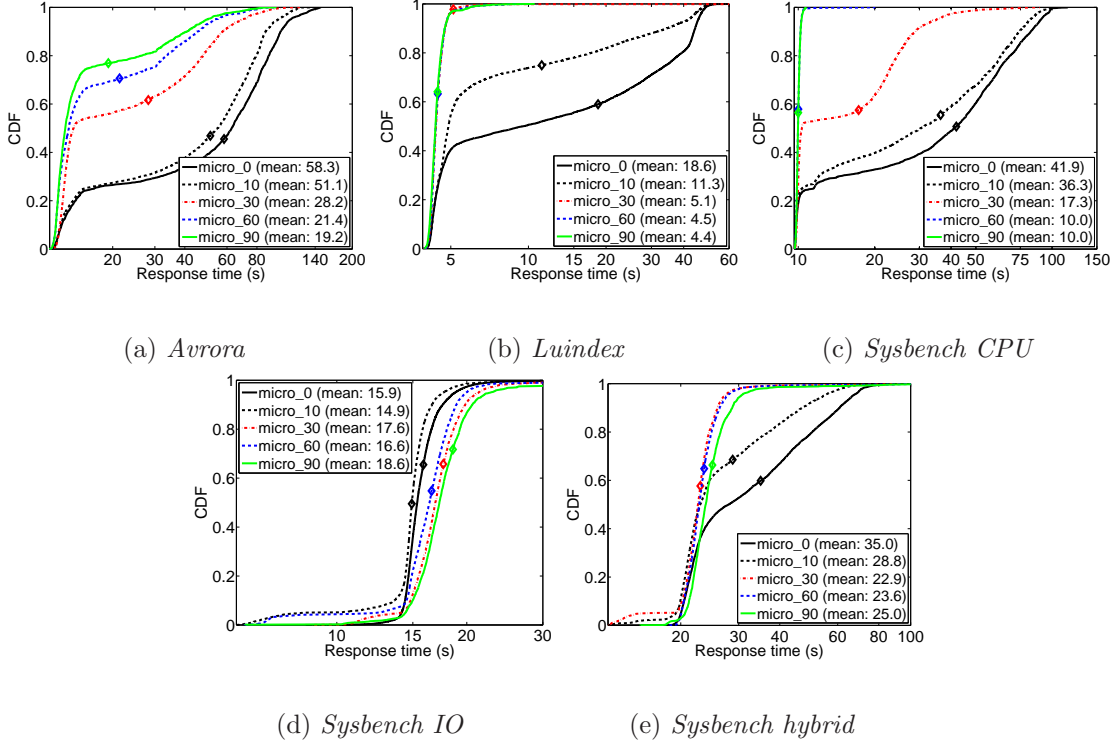 1
0.8
0.6
0.4
0.2
0
CDF
micro_0 (mean: 58.3)
micro_10 (mean: 51.1)
micro_30 (mean: 28.2)
micro_60 (mean: 21.4)
micro_90 (mean: 19.2)
20 30 60 80 140 200
Response time (s)
(a) Avrora
1
0.8
0.6
0.4
0.2
0
CDF
micro_0 (mean: 18.6)
micro_10 (mean: 11.3)
micro_30 (mean: 5.1)
micro_60 (mean: 4.5)
micro_90 (mean: 4.4)
5 10 20 30 40 60
Response time (s)
(b) Luindex
1
0.8
0.6
0.4
0.2
0
CDF
micro_0 (mean: 41.9)
micro_10 (mean: 36.3)
micro_30 (mean: 17.3)
micro_60 (mean: 10.0)
micro_90 (mean: 10.0)
10 20 30 40 50 75 100 150
Response time (s)
(c) Sysbench CPU
1
0.8
0.6
0.4
0.2
0
CDF
micro_0 (mean: 15.9)
micro_10 (mean: 14.9)
micro_30 (mean: 17.6)
micro_60 (mean: 16.6)
micro_90 (mean: 18.6)
10 15 20 30
Response time (s)
(d) Sysbench IO
1
0.8
0.6
0.4
0.2
0
CDF
micro_0 (mean: 35.0)
micro_10 (mean: 28.8)
micro_30 (mean: 22.9)
micro_60 (mean: 23.6)
micro_90 (mean: 25.0)
20 30 40 60 80 100
Response time (s)
(e) Sysbench hybrid